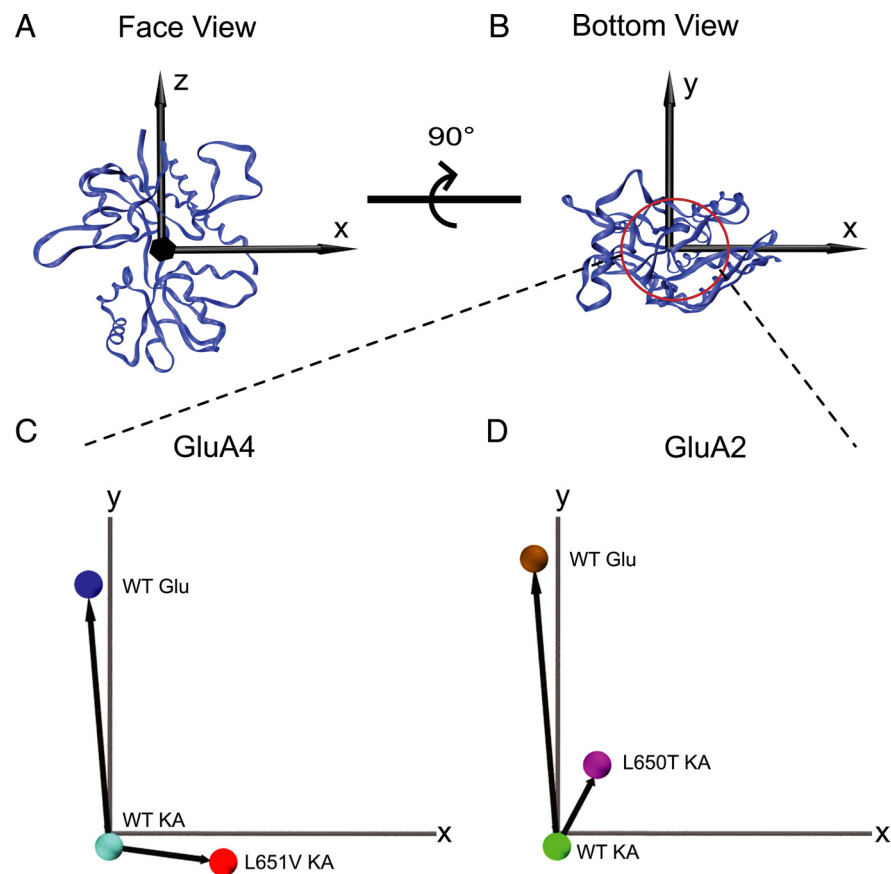 A
Face View
B
Bottom View
z
x
90°
y
x
C
GluA4
D
GluA2
y
WT Glu
WT KA
x
L651V KA
y
WT Glu
L650T KA
x
WT KA